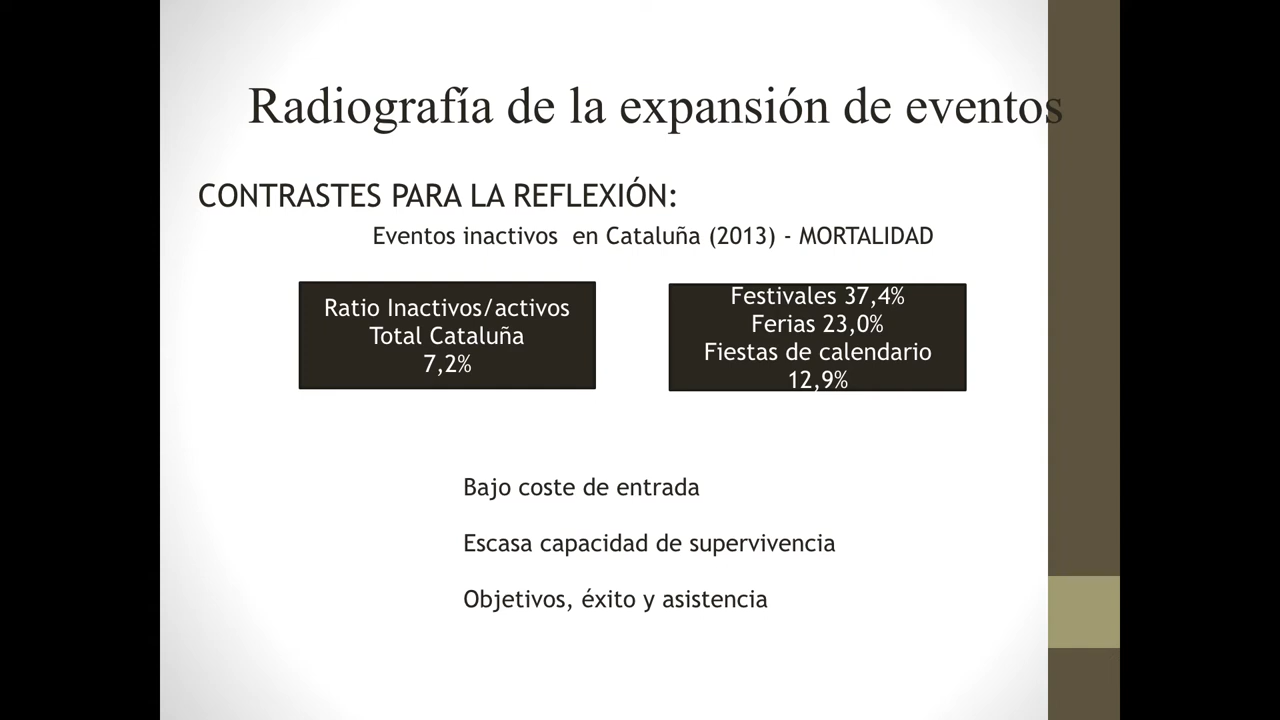 Radiografía de la expansión de eventos
CONTRASTES PARA LA REFLEXIÓN:
Eventos inactivos en Cataluña (2013) - MORTALIDAD
Ratio Inactivos/activos
Total Cataluña
7,2%
Festivales 37,4%
Ferias 23,0%
Fiestas de calendario
12,9%
Bajo coste de entrada
Escasa capacidad de supervivencia
Objetivos, éxito y asistencia